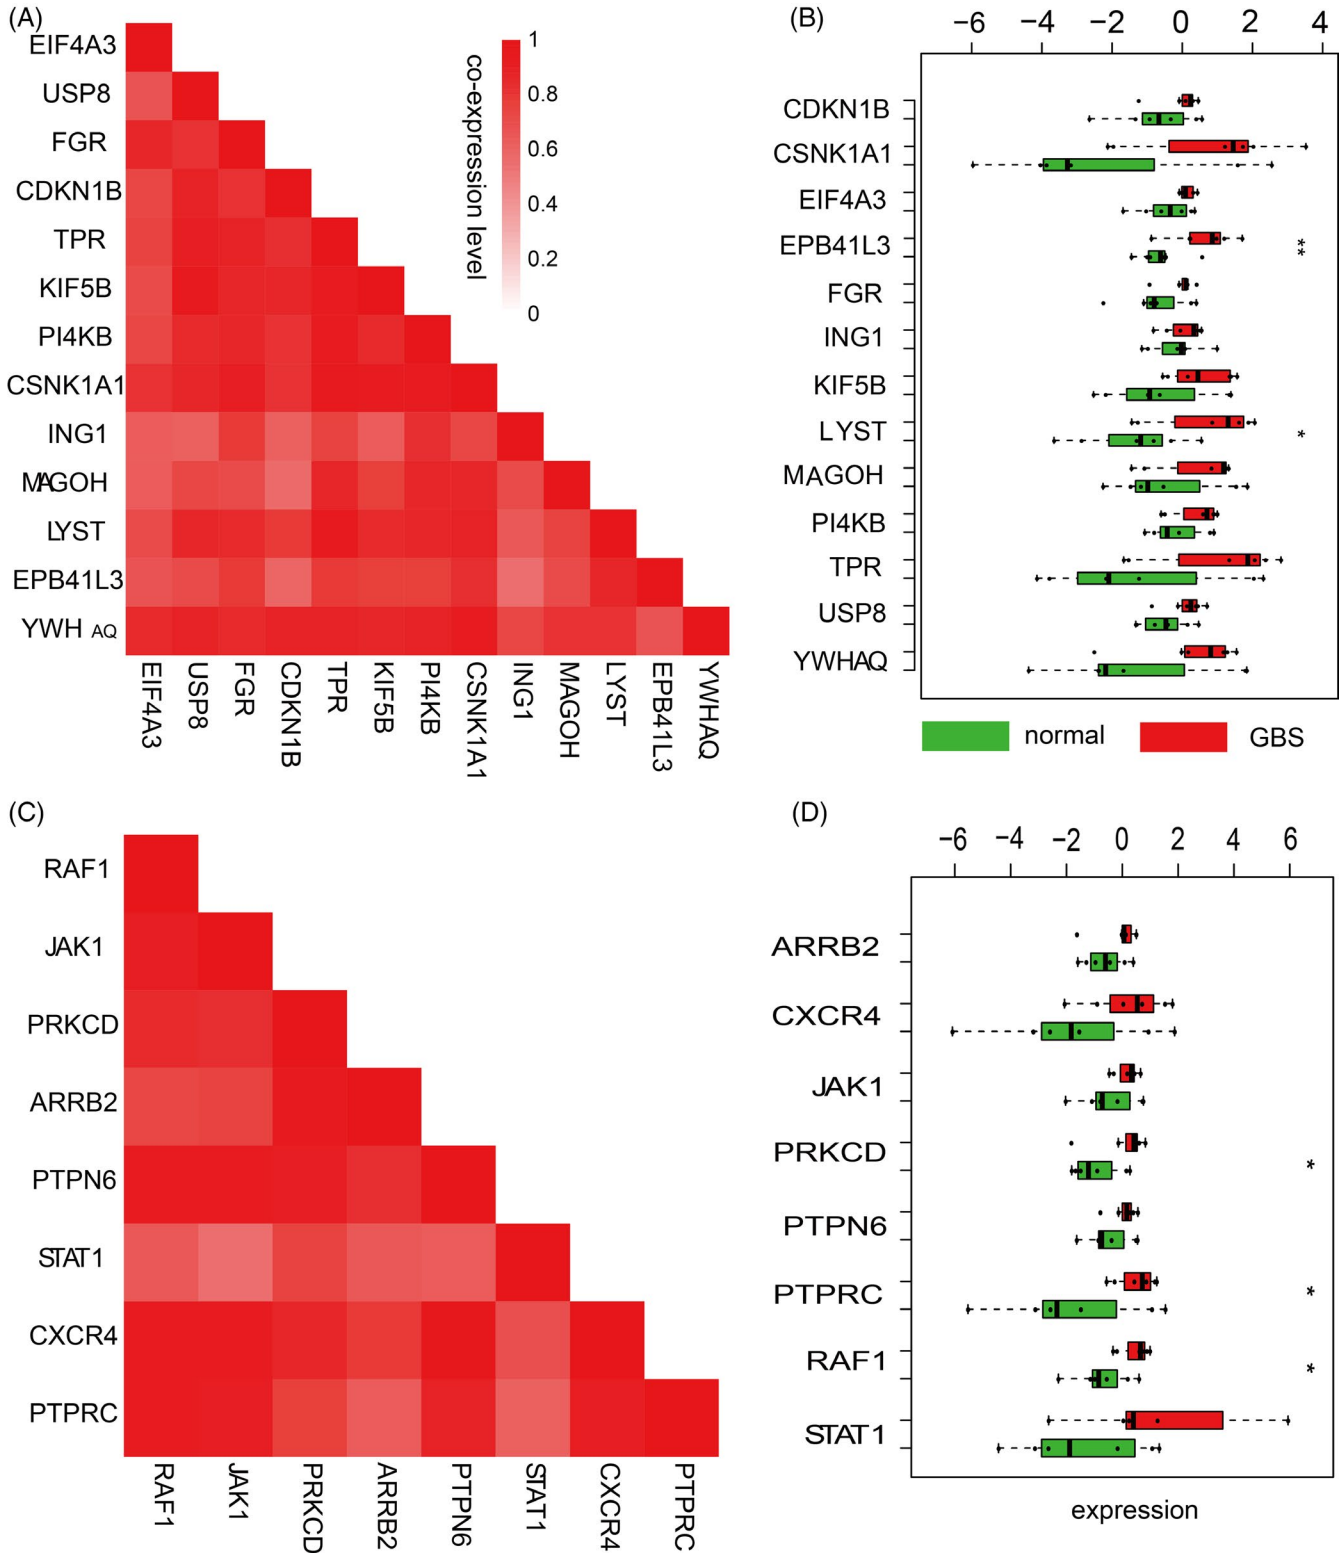 (A)
EIF4A3
USP8
FGR
CDKN1B
TPR
KIF5B
PI4KB
CSNK1A1
ING1
MAGOH
LYST
EPB41L3
YWH AQ
EIF4A3 USP8 FGR CDKN1B TPR KIF5B PI4KB CSNK1A1 ING1 MAGOH LYST EPB41L3 YWHAQ
co-expression level
1
0.8
0.6
0.4
0.2
0
(B)
−6 −4 −2 0 2 4
CDKN1B
CSNK1A1
EIF4A3
EPB41L3 **
FGR
ING1
KIF5B
LYST *
MAGOH
PI4KB
TPR
USP8
YWHAQ
normal GBS
(C)
RAF1
JAK1
PRKCD
ARRB2
PTPN6
STAT1
CXCR4
PTPRC
RAF1 JAK1 PRKCD ARRB2 PTPN6 STAT1 CXCR4 PTPRC
(D)
−6 −4 −2 0 2 4 6
ARRB2
CXCR4
JAK1
PRKCD *
PTPN6
PTPRC *
RAF1 *
STAT1
expression